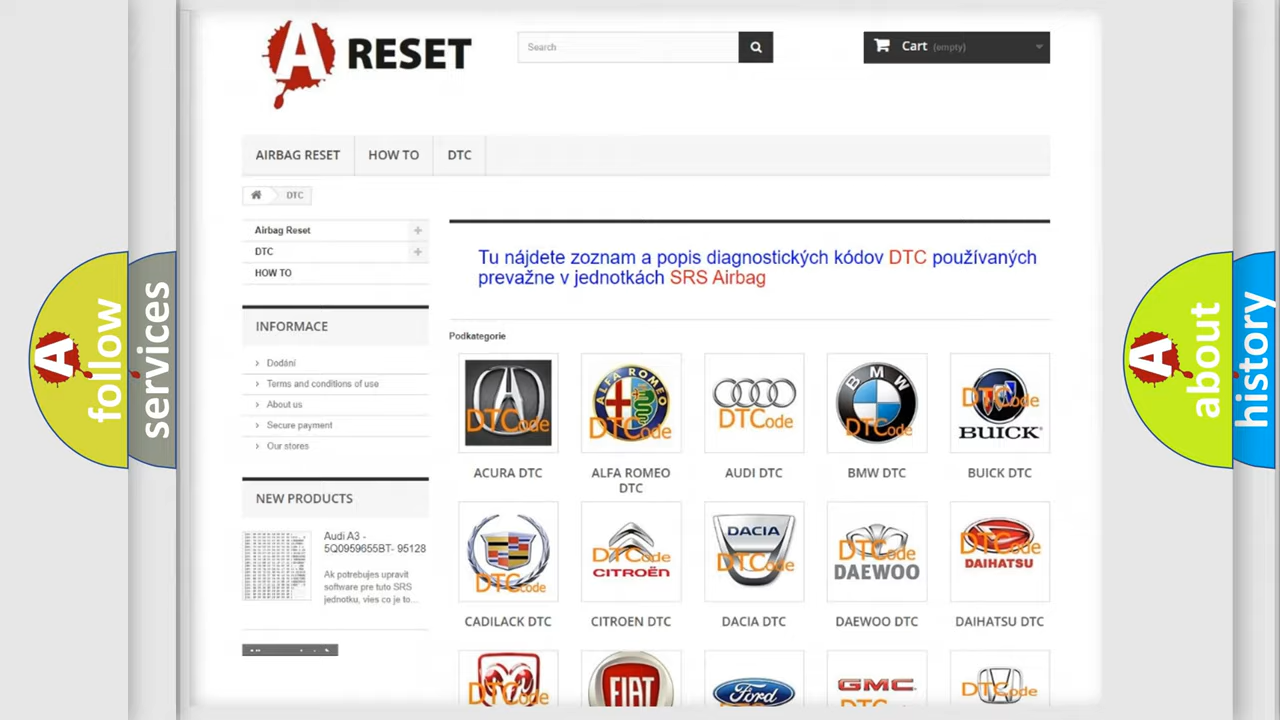 A RESET
Search
Cart (empty)
AIRBAG RESET
HOW TO
DTC
DTC
Airbag Reset
DTC
HOW TO
INFORMACE
Dodání
Terms and conditions of use
About us
Secure payment
Our stores
NEW PRODUCTS
Audi A3 -
5Q0959655BT- 95128
Ak potrebujes upravit
software pre tuto SRS
jednotku, vies co je to...
Tu nájdete zoznam a popis diagnostických kódov DTC používaných
prevažne v jednotkách SRS Airbag
Podkategorie
DTCode
ALFA ROMEO
DTCode
DTCode
BMW
DTCode
DTCode
BUICK
ACURA DTC
ALFA ROMEO
DTC
AUDI DTC
BMW DTC
BUICK DTC
DTCode
DTCode
CITROËN
DACIA
DTCode
DTCode
DAEWOO
DTCode
DAIHATSU
CADILACK DTC
CITROEN DTC
DACIA DTC
DAEWOO DTC
DAIHATSU DTC
DTCode
FIAT
Ford
GMC
DTCode
A follow
services
A about
history